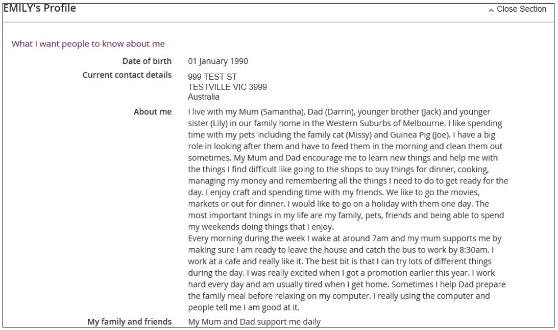 EMILY's Profile
Close Section
What I want people to know about me
Date of birth 01 January 1990
Current contact details 999 TEST ST
TESTVILLE VIC 3999
Australia
About me I live with my Mum (Samantha), Dad (Darrin), younger brother (Jack) and younger
sister (Lily) in our family home in the Western Suburbs of Melbourne. I like spending
time with my pets including the family cat (Missy) and Guinea Pig (Joe). I have a big
role in looking after them and have to feed them in the morning and clean them out
sometimes. My Mum and Dad encourage me to learn new things and help me with
the things I find difficult like going to the shops to buy things for dinner, cooking,
managing my money and remembering all the things I need to do to get ready for the
day. I enjoy craft and spending time with my friends. We like to go the movies,
markets or out for dinner. I would like to go on a holiday with them one day. The
most important things in my life are my family, pets, friends and being able to spend
my weekends doing things that I enjoy.
Every morning during the week I wake at around 7am and my mum supports me by
making sure I am ready to leave the house and catch the bus to work by 8:30am. I
work at a cafe and really like it. The best bit is that I can try lots of different things
during the day. I was really excited when I got a promotion earlier this year. I work
hard every day and am usually tired when I get home. Sometimes I help Dad prepare
the family meal before relaxing on my computer. I really using the computer and
people tell me I am good at it.
My family and friends My Mum and Dad support me daily